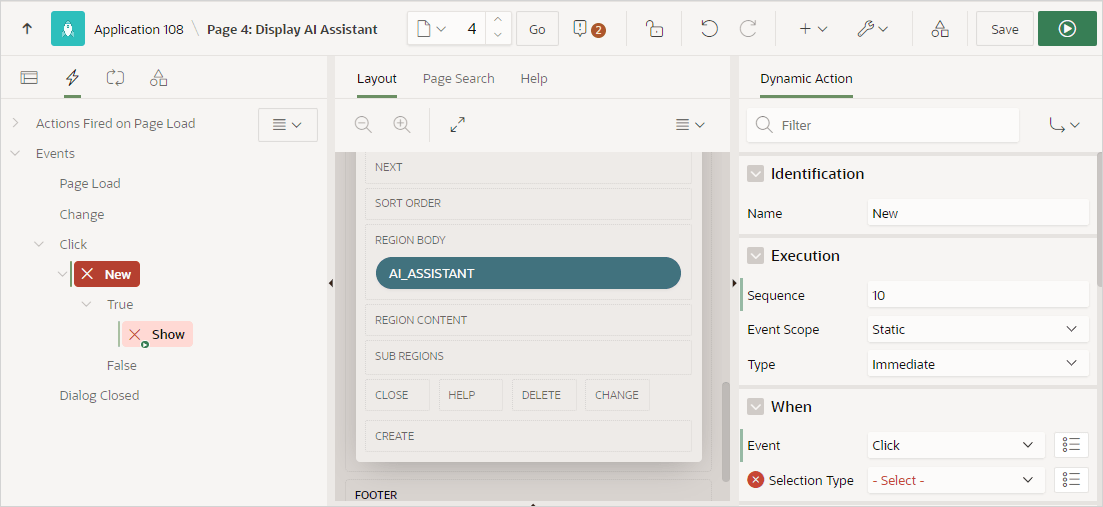 Application 108 \ Page 4: Display AI Assistant
4
Go
2
Save
Layout
Page Search
Help
Dynamic Action
Actions Fired on Page Load
Events
Page Load
Change
Click
New
True
Show
False
Dialog Closed
NEXT
SORT ORDER
REGION BODY
AI_ASSISTANT
REGION CONTENT
SUB REGIONS
CLOSE
HELP
DELETE
CHANGE
CREATE
FOOTER
Filter
Identification
Name New
Execution
Sequence 10
Event Scope Static
Type Immediate
When
Event Click
Selection Type - Select -